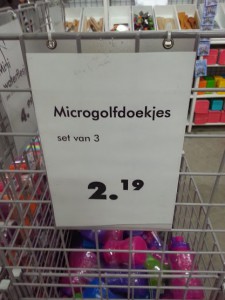 Microgolfdoekjes
set van 3
2.19